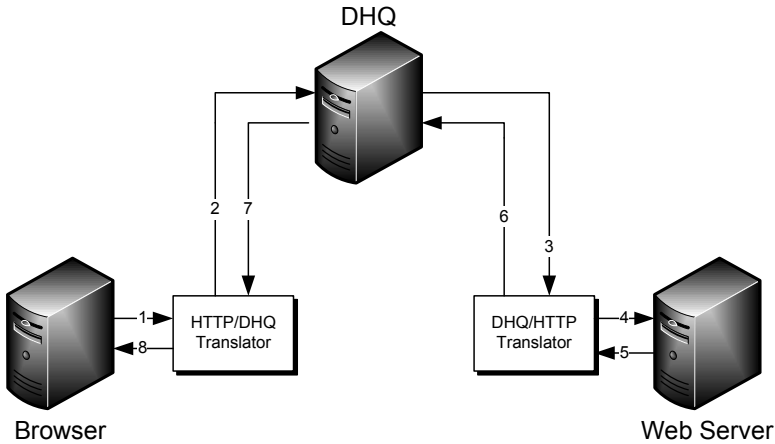 DHQ
2
7
6
3
1
HTTP/DHQ
Translator
8
DHQ/HTTP
Translator
4
5
Browser
Web Server